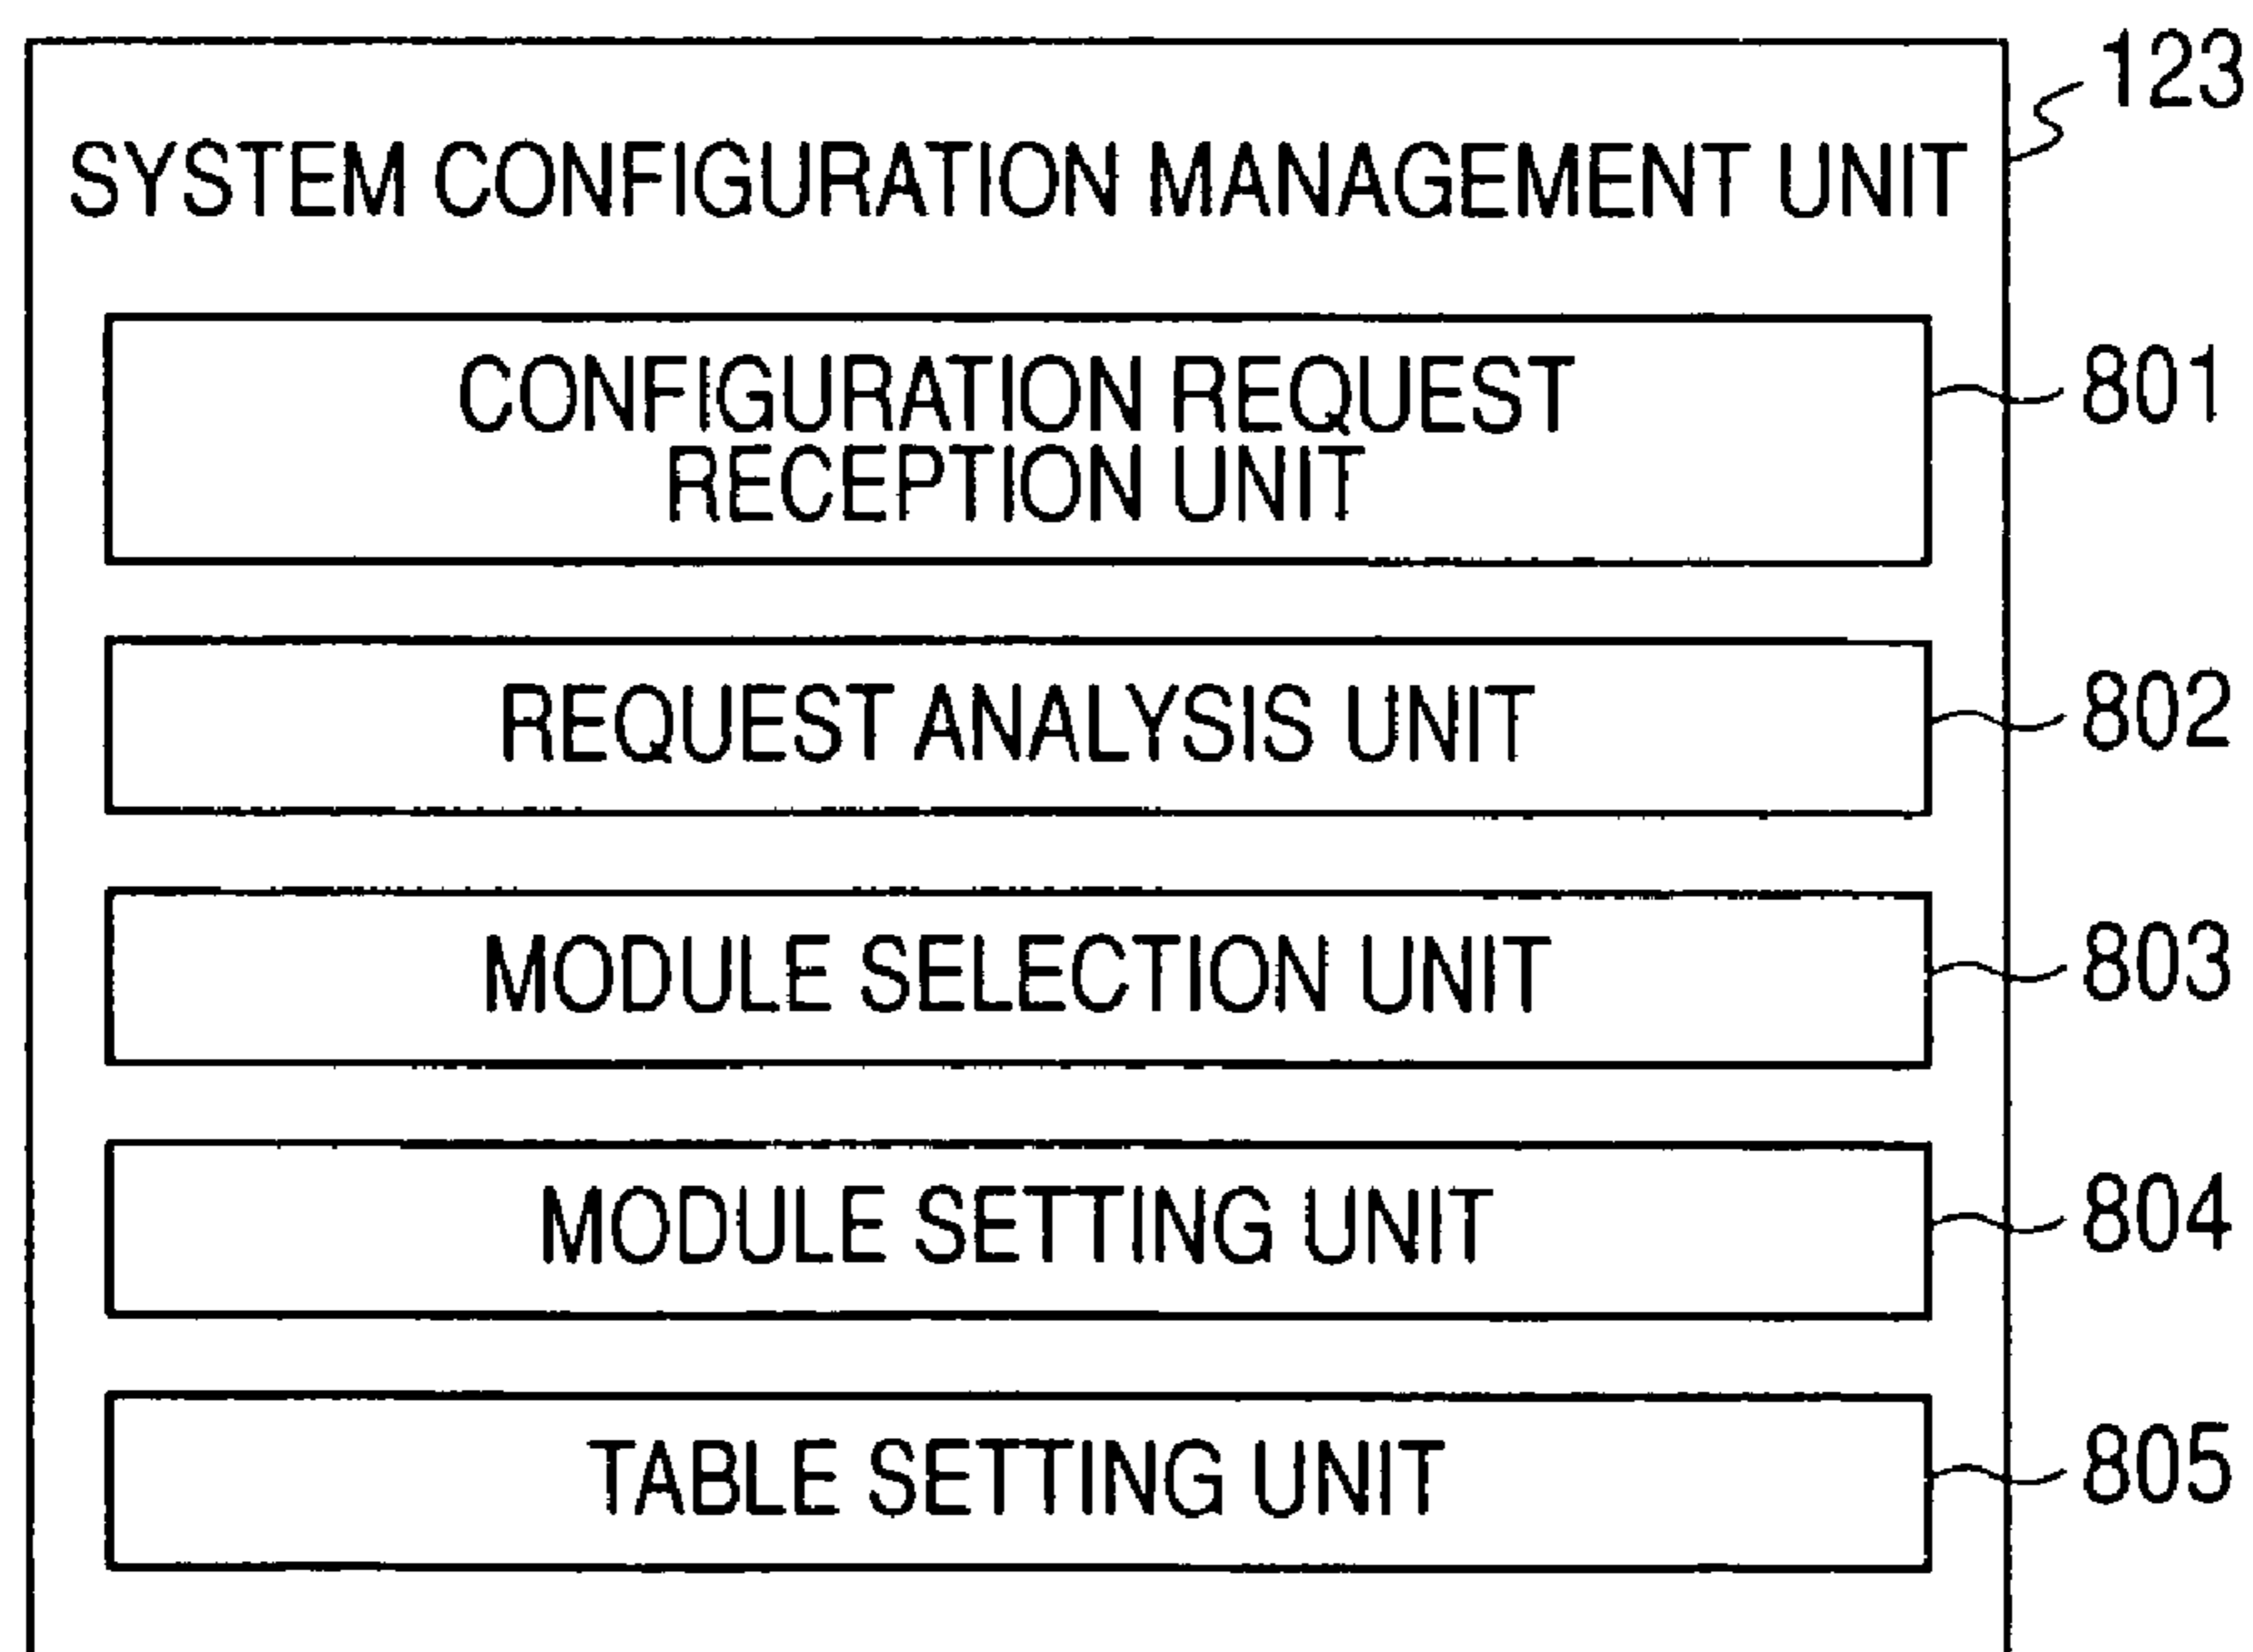 123
SYSTEM CONFIGURATION MANAGEMENT UNIT
CONFIGURATION REQUEST
RECEPTION UNIT
801
REQUEST ANALYSIS UNIT
802
MODULE SELECTION UNIT
803
MODULE SETTING UNIT
804
TABLE SETTING UNIT
805